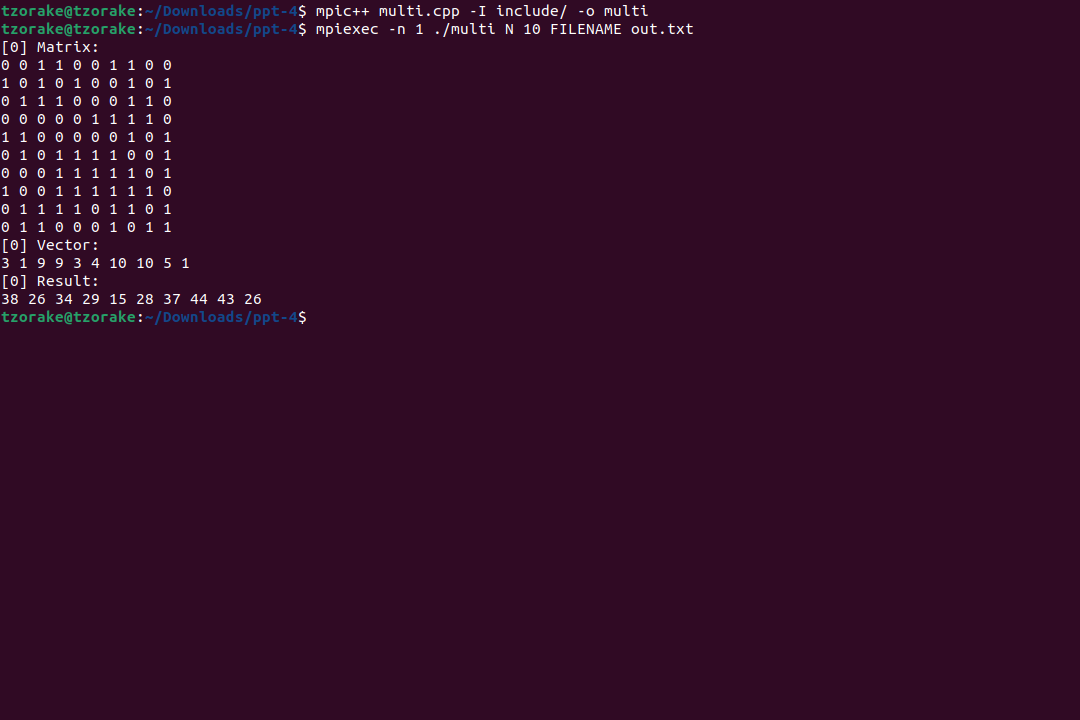 tzorake@tzorake:~/Downloads/ppt-4$ mpic++ multi.cpp -I include/ -o multi
tzorake@tzorake:~/Downloads/ppt-4$ mpiexec -n 1 ./multi N 10 FILENAME out.txt
[0] Matrix:
0 0 1 1 0 0 1 1 0 0
1 0 1 0 1 0 0 1 0 1
0 1 1 1 0 0 0 1 1 0
0 0 0 0 0 1 1 1 1 0
1 1 0 0 0 0 0 1 0 1
0 1 0 1 1 1 1 0 0 1
0 0 0 1 1 1 1 1 0 1
1 0 0 1 1 1 1 1 1 0
0 1 1 1 1 0 1 1 0 1
0 1 1 0 0 0 1 0 1 1
[0] Vector:
3 1 9 9 3 4 10 10 5 1
[0] Result:
38 26 34 29 15 28 37 44 43 26
tzorake@tzorake:~/Downloads/ppt-4$